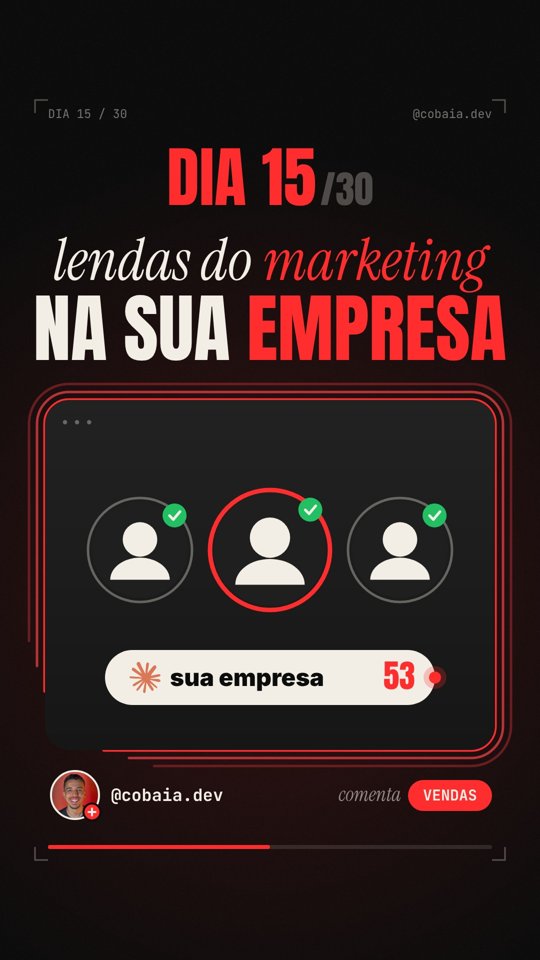 DIA 15 / 30
@cobaia.dev
DIA 15/30
lendas do marketing
NA SUA EMPRESA
sua empresa 53
@cobaia.dev
comenta VENDAS